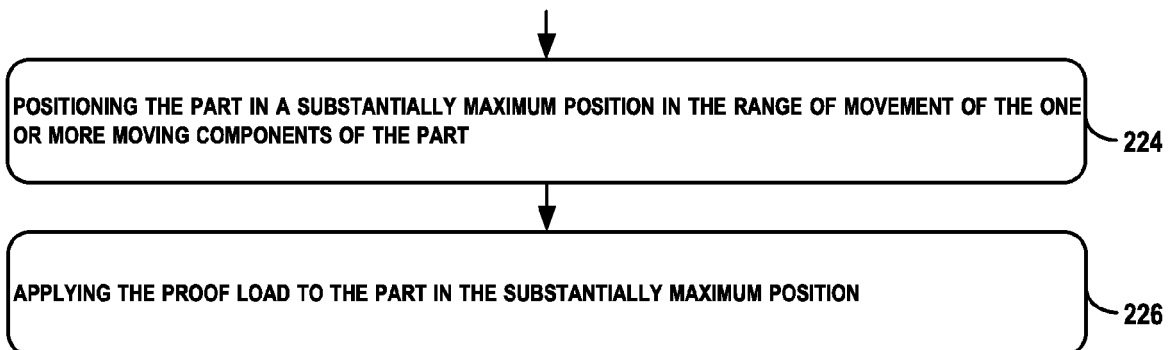 POSITIONING THE PART IN A SUBSTANTIALLY MAXIMUM POSITION IN THE RANGE OF MOVEMENT OF THE ONE
OR MORE MOVING COMPONENTS OF THE PART
224
APPLYING THE PROOF LOAD TO THE PART IN THE SUBSTANTIALLY MAXIMUM POSITION
226